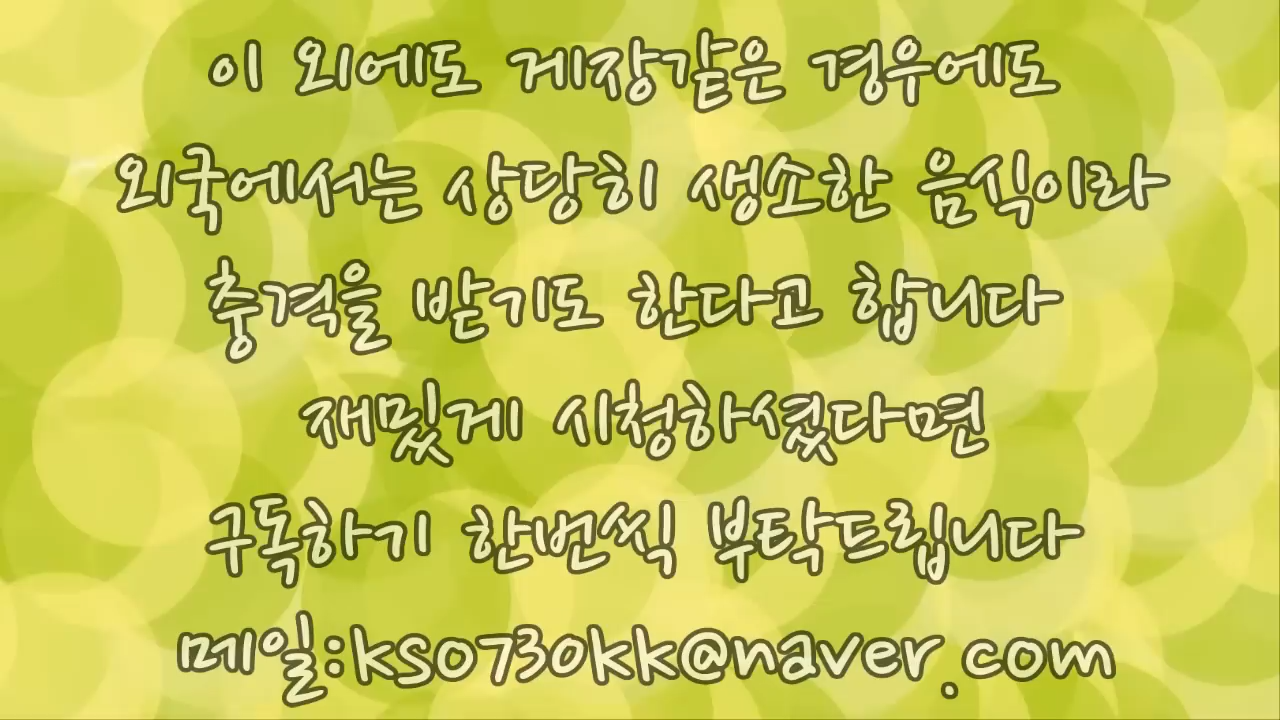 이 외에도 게장같은 경우에도
외국에서는 상당히 생소한 음식이라
충격을 받기도 한다고 합니다
재밌게 시청하셨다면
구독하기 한번씩 부탁드립니다
메일:kso730kk@naver.com